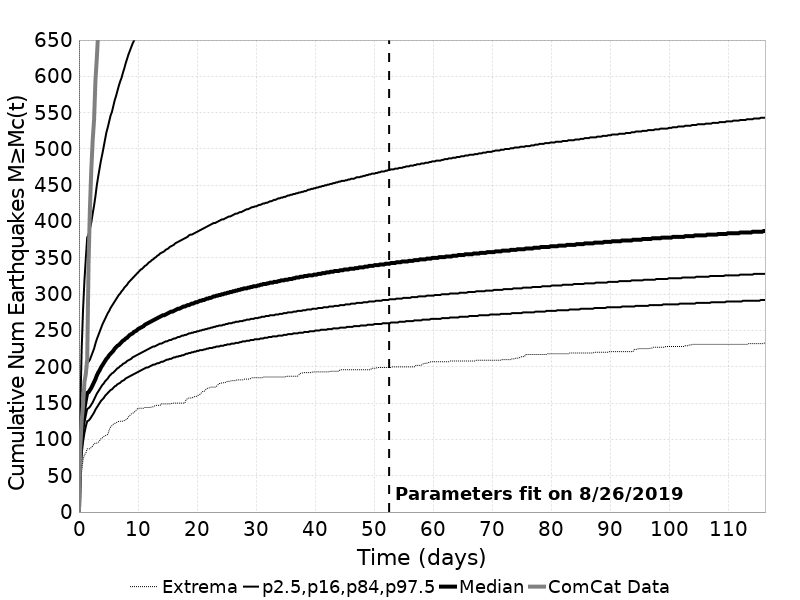 Cumulative Num Earthquakes M≥Mc(t)
650
600
550
500
450
400
350
300
250
200
150
100
50
0
Parameters fit on 8/26/2019
0 10 20 30 40 50 60 70 80 90 100 110
Time (days)
Extrema p2.5,p16,p84,p97.5 Median ComCat Data